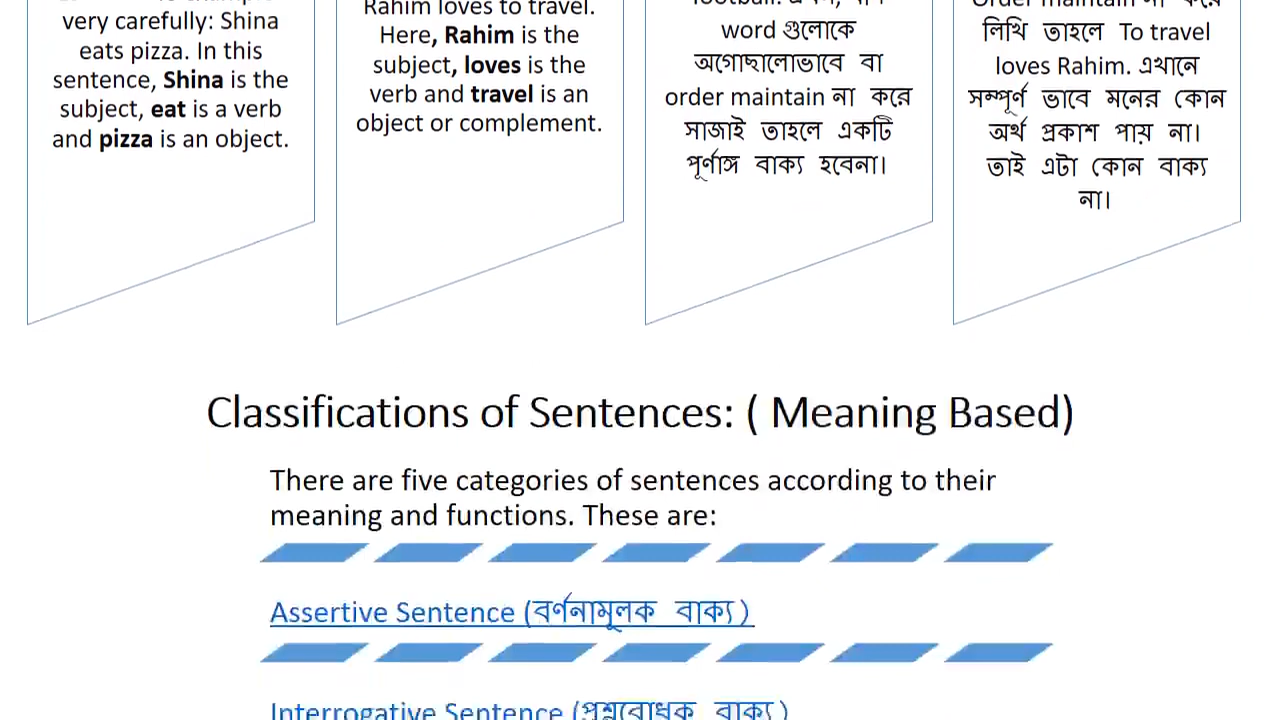 very carefully: Shina
eats pizza. In this
sentence, Shina is the
subject, eat is a verb
and pizza is an object.
Rahim loves to travel.
Here, Rahim is the
subject, loves is the
verb and travel is an
object or complement.
word গুলোকে
অগোছালোভাবে বা
order maintain না করে
সাজাই তাহলে একটি
পূর্ণাঙ্গ বাক্য হবেনা।
Order maintain না করে
লিখি তাহলে To travel
loves Rahim. এখানে
সম্পূর্ণ ভাবে মনের কোন
অর্থ প্রকাশ পায় না।
তাই এটা কোন বাক্য
না।
Classifications of Sentences: ( Meaning Based)
There are five categories of sentences according to their
meaning and functions. These are:
Assertive Sentence (বর্ণনামূলক বাক্য )
Interrogative Sentence (প্রশ্নবোধক বাক্য )